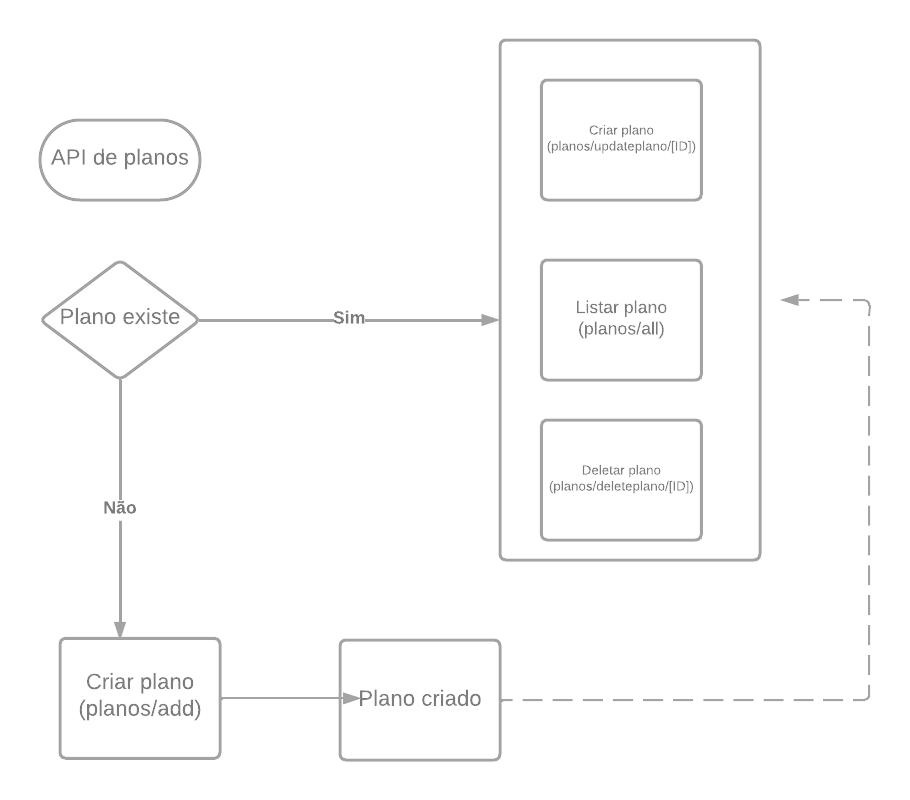 API de planos
Plano existe
Sim
Criar plano
(planos/updateplano/[ID])
Listar plano
(planos/all)
Deletar plano
(planos/deleteplano/[ID])
Não
Criar plano
(planos/add)
Plano criado